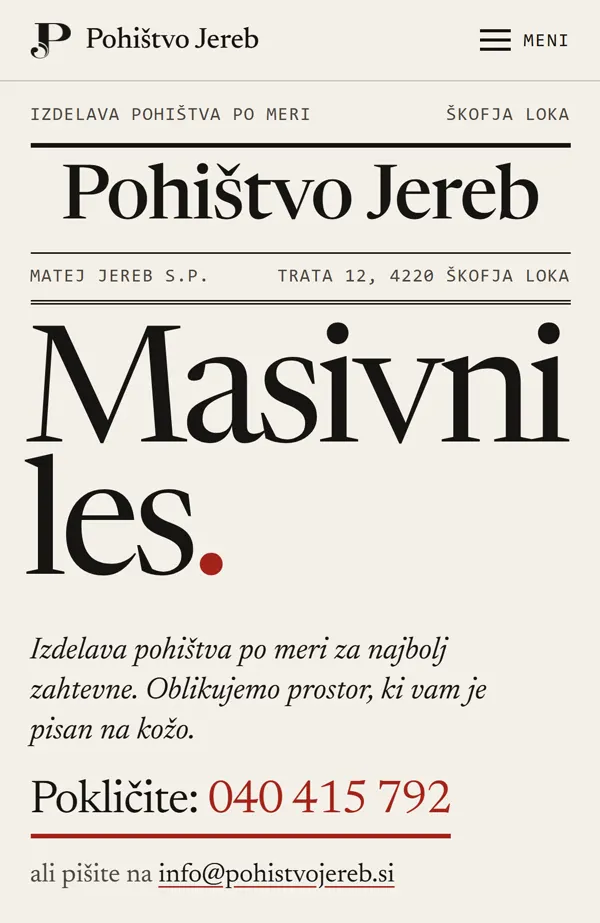 JP Pohištvo Jereb
MENI
IZDELAVA POHIŠTVA PO MERI
ŠKOFJA LOKA
Pohištvo Jereb
MATEJ JEREB S.P.
TRATA 12, 4220 ŠKOFJA LOKA
Masivni
les.
Izdelava pohištva po meri za najbolj
zahtevne. Oblikujemo prostor, ki vam je
pisan na kožo.
Pokličite: 040 415 792
ali pišite na info@pohistvojereb.si